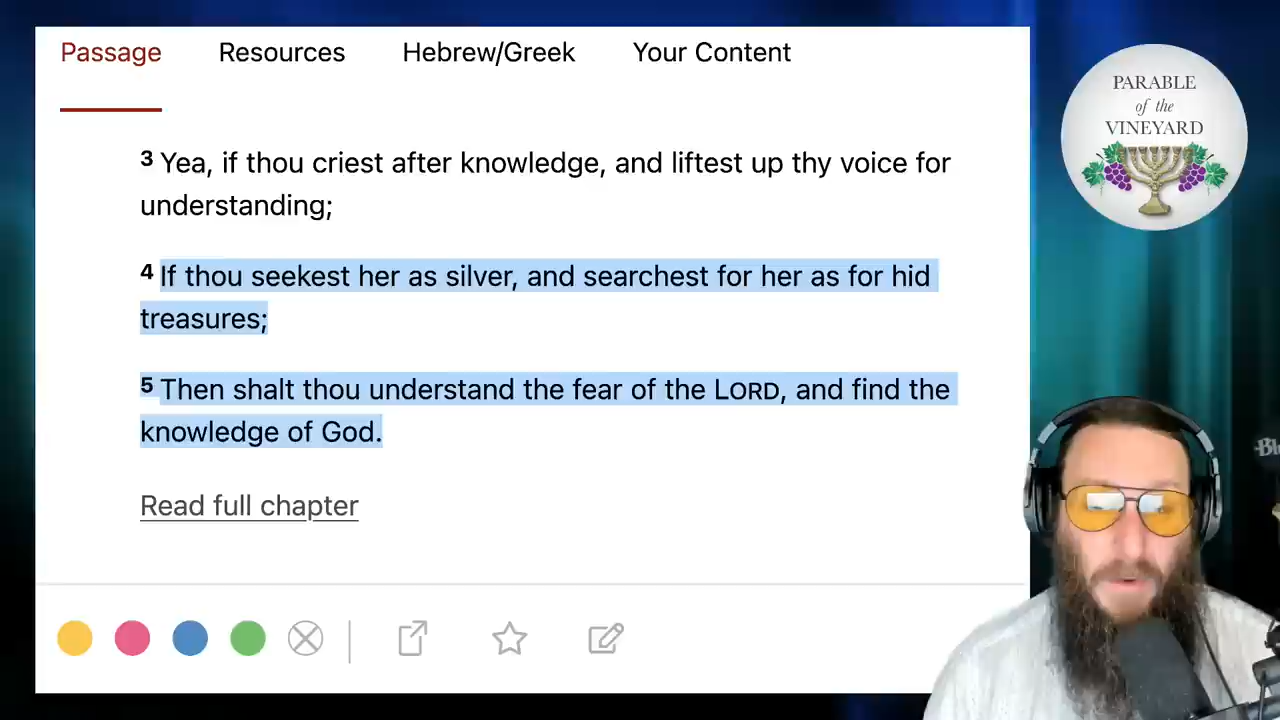 Passage Resources Hebrew/Greek Your Content
PARABLE
of the
VINEYARD
3 Yea, if thou criest after knowledge, and liftest up thy voice for
understanding;
4 If thou seekest her as silver, and searchest for her as for hid
treasures;
5 Then shalt thou understand the fear of the LORD, and find the
knowledge of God.
Read full chapter